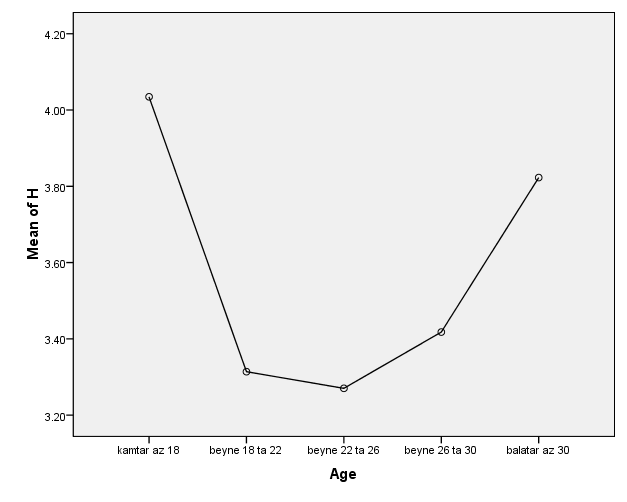 4.20
4.00
3.80
3.60
3.40
3.20
Mean of H
kamtar az 18
beyne 18 ta 22
beyne 22 ta 26
beyne 26 ta 30
balatar az 30
Age